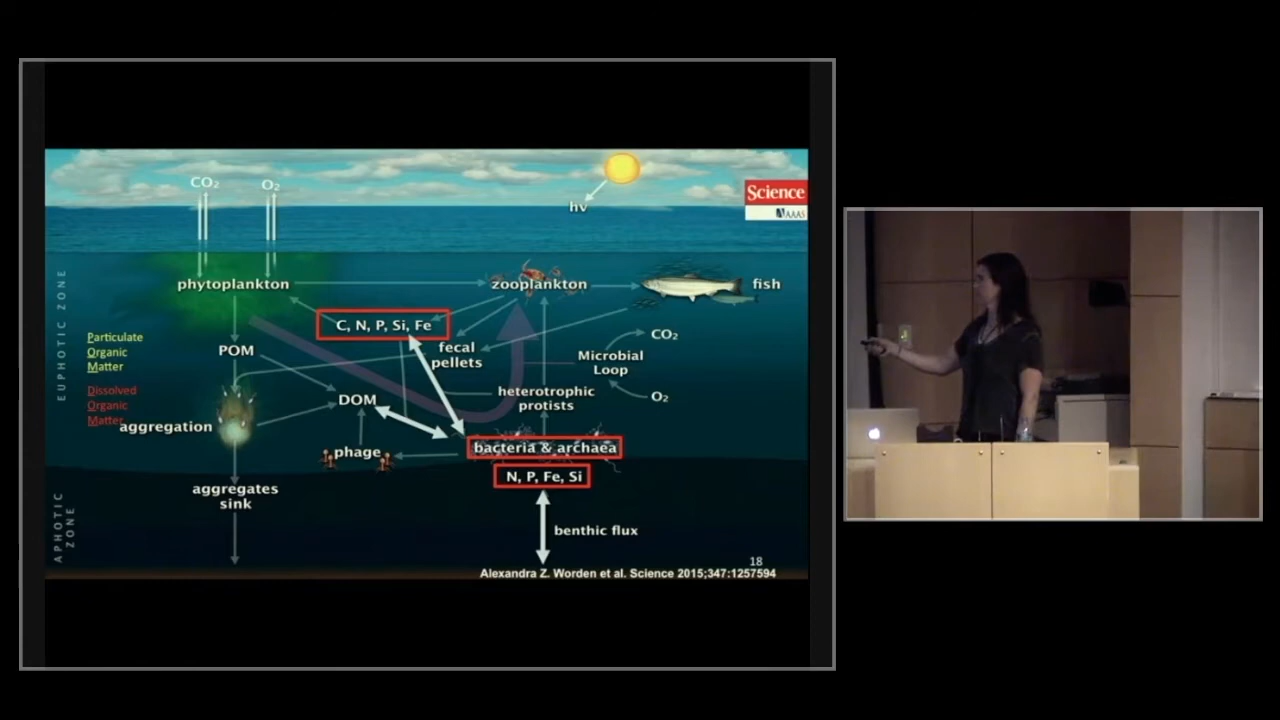 CO₂
O₂
hv
Science
AAAS
EUPHOTIC ZONE
phytoplankton
zooplankton
fish
C, N, P, Si, Fe
Particulate
Organic
Matter
POM
fecal
pellets
CO₂
Microbial
Loop
Dissolved
Organic
Matter
DOM
heterotrophic
protists
O₂
aggregation
phage
bacteria & archaea
N, P, Fe, Si
aggregates
sink
APHOTIC
ZONE
benthic flux
18
Alexandra Z. Worden et al. Science 2015;347:1257594